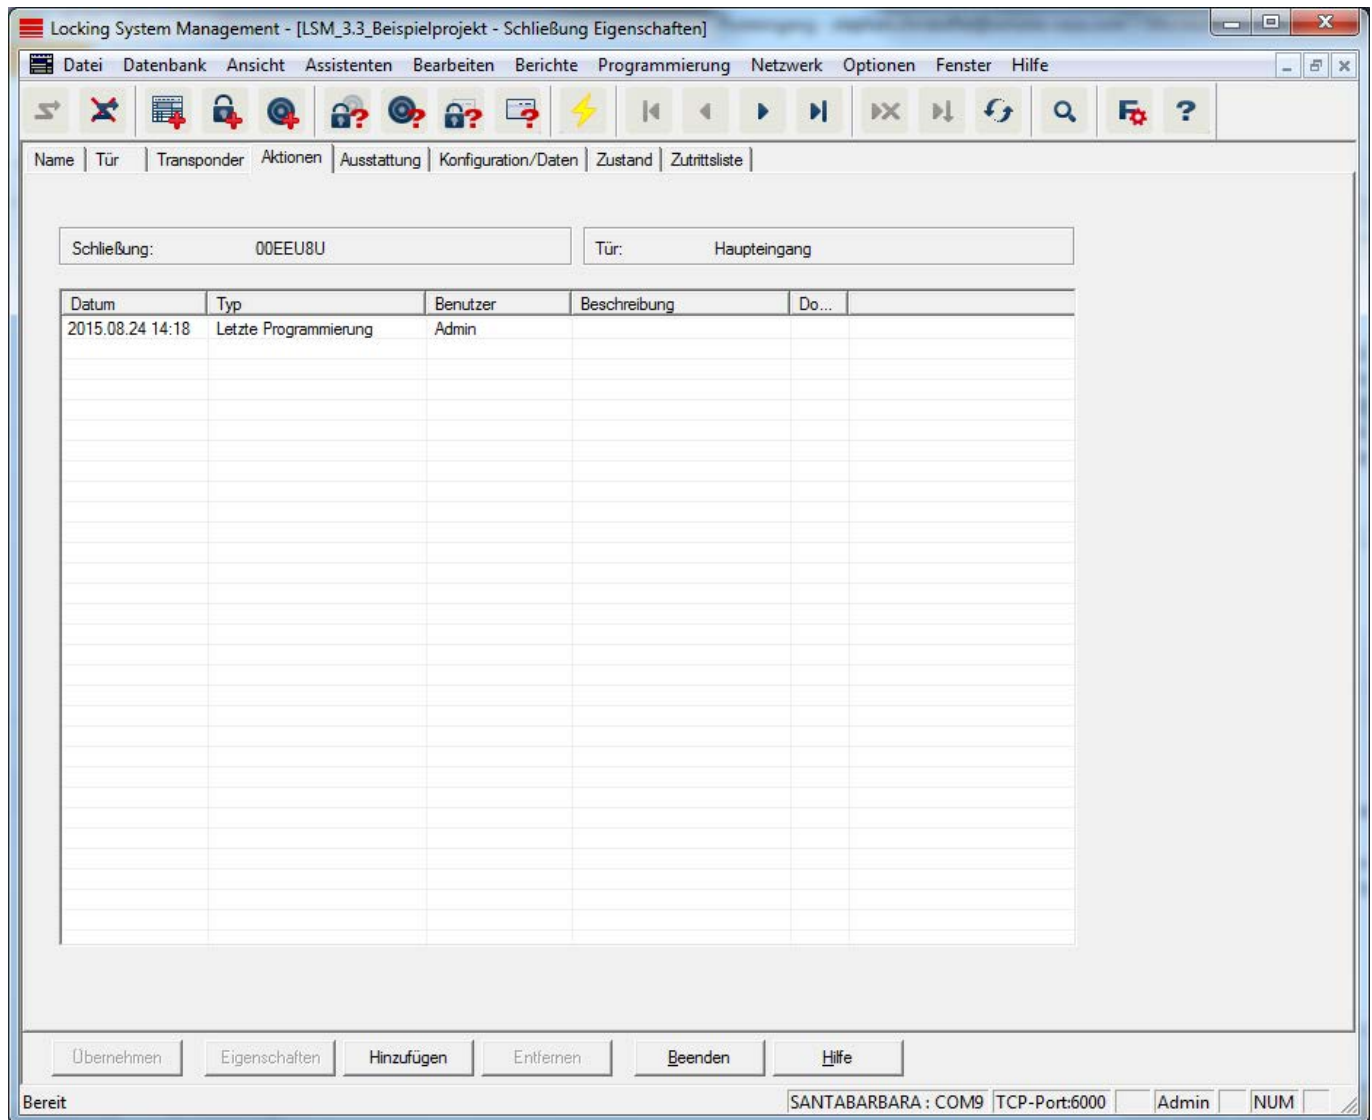 Locking System Management - [LSM_3.3_Beispielprojekt - Schließung Eigenschaften]
Datei Datenbank Ansicht Assistenten Bearbeiten Berichte Programmierung Netzwerk Optionen Fenster Hilfe
Name Tür Transponder Aktionen Ausstattung Konfiguration/Daten Zustand Zutrittsliste
Schließung: 00EEU8U Tür: Haupteingang
Datum Typ Benutzer Beschreibung Do...
2015.08.24 14:18 Letzte Programmierung Admin
Übernehmen Eigenschaften Hinzufügen Entfernen Beenden Hilfe
Bereit SANTABARBARA : COM9 TCP-Port:6000 Admin NUM